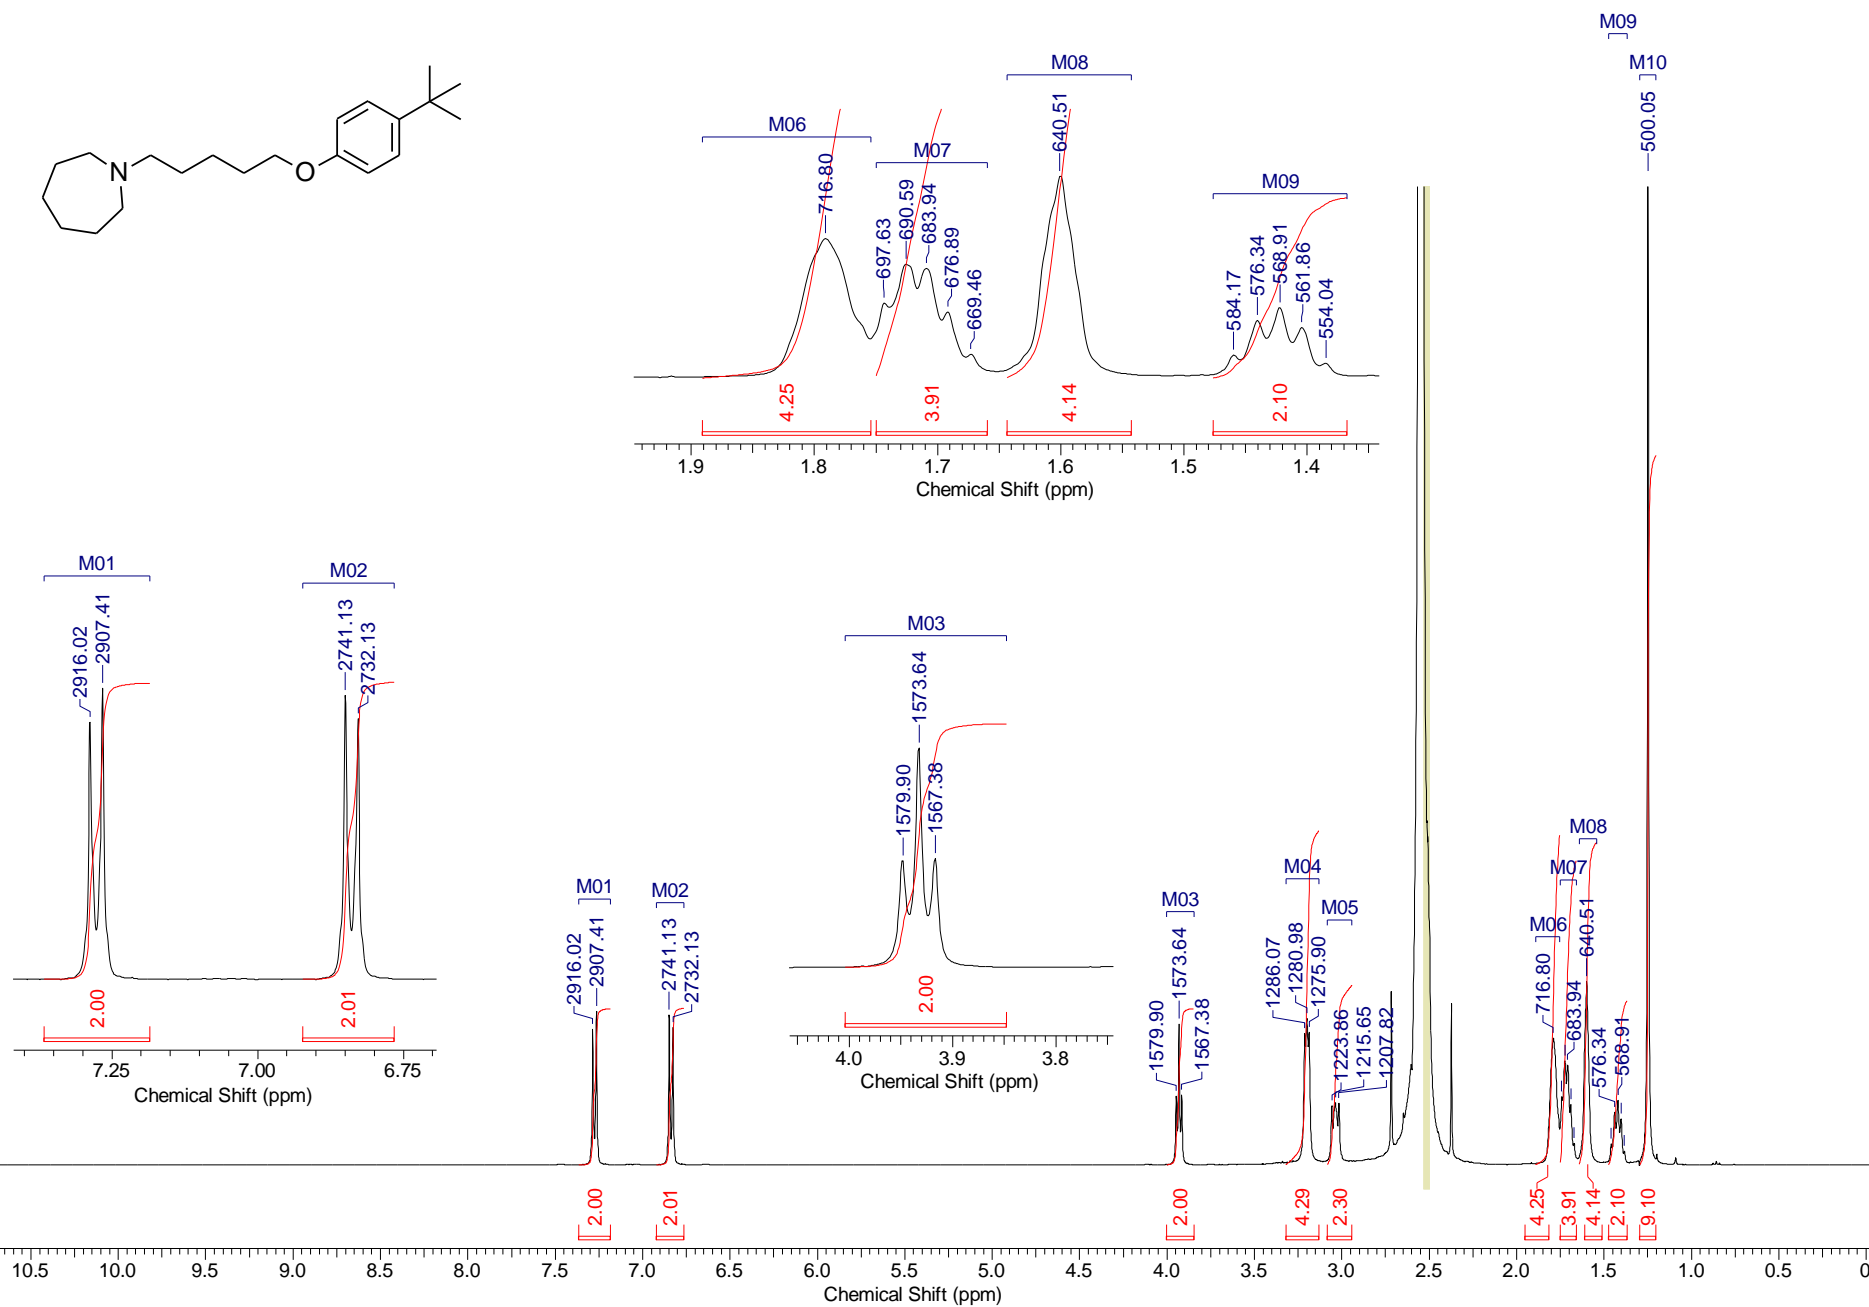 M09
M10
500.05
N
O
M06
M07
M08
M09
716.80
697.63
690.59
683.94
676.89
669.46
640.51
584.17
576.34
568.91
561.86
554.04
4.25
3.91
4.14
2.10
1.9 1.8 1.7 1.6 1.5 1.4
Chemical Shift (ppm)
M01
M02
2916.02
2907.41
2741.13
2732.13
2.00
2.01
7.25 7.00 6.75
Chemical Shift (ppm)
M03
1579.90
1573.64
1567.38
2.00
4.0 3.9 3.8
Chemical Shift (ppm)
M01
M02
M03
M04
M05
M06
M07
M08
2916.02
2907.41
2741.13
2732.13
1579.90
1573.64
1567.38
1286.07
1280.98
1275.90
1223.86
1215.65
1207.82
716.80
683.94
640.51
576.34
568.91
2.00
2.01
2.00
4.29
2.30
4.25
3.91
4.14
2.10
9.10
10.5 10.0 9.5 9.0 8.5 8.0 7.5 7.0 6.5 6.0 5.5 5.0 4.5 4.0 3.5 3.0 2.5 2.0 1.5 1.0 0.5 0
Chemical Shift (ppm)